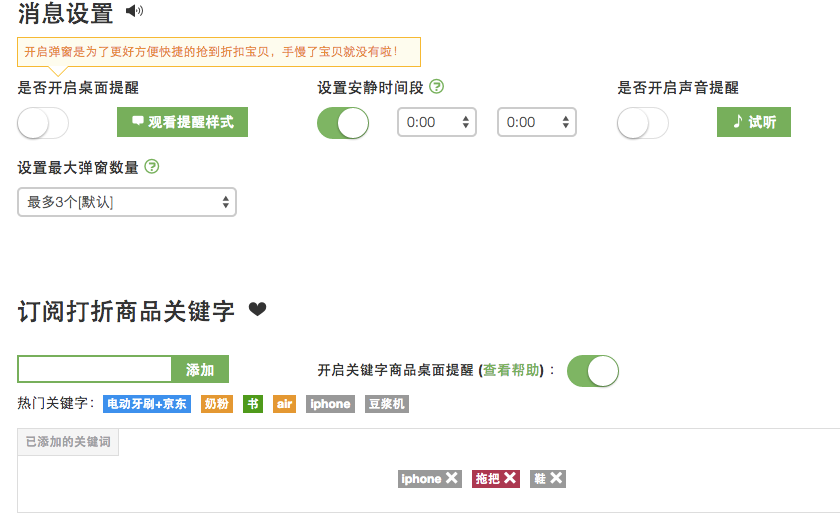 消息设置
开启弹窗是为了更好方便快捷的抢到折扣宝贝，手慢了宝贝就没有啦！
是否开启桌面提醒 设置安静时间段 ? 是否开启声音提醒
观看提醒样式 0:00 0:00 试听
设置最大弹窗数量 ?
最多3个[默认]
订阅打折商品关键字
添加 开启关键字商品桌面提醒 (查看帮助)：
热门关键字： 电动牙刷+京东 奶粉 书 air iphone 豆浆机
已添加的关键词
iphone 拖把 鞋